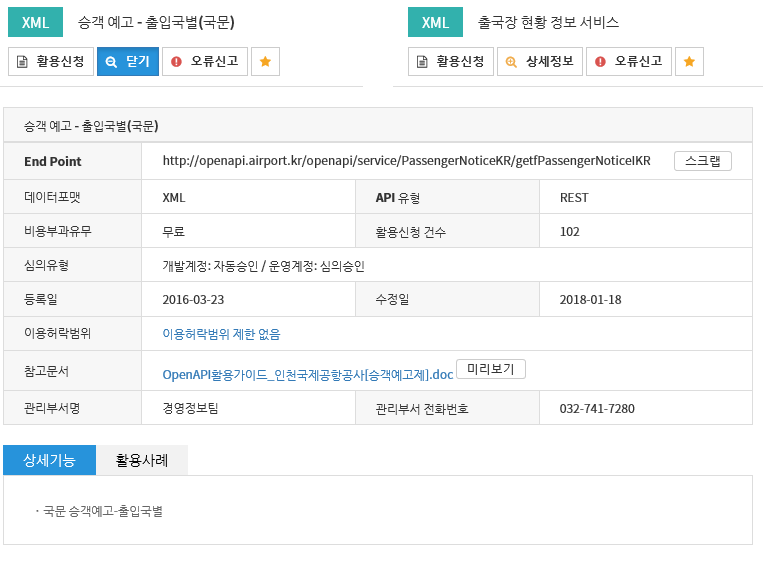 XML 승객 예고 - 출입국별(국문)
활용신청 닫기 오류신고
XML 출국장 현황 정보 서비스
활용신청 상세정보 오류신고
승객 예고 - 출입국별(국문)
End Point http://openapi.airport.kr/openapi/service/PassengerNoticeKR/getfPassengerNoticeIKR 스크랩
데이터포맷 XML API 유형 REST
비용부과유무 무료 활용신청 건수 102
심의유형 개발계정: 자동승인 / 운영계정: 심의승인
등록일 2016-03-23 수정일 2018-01-18
이용허락범위 이용허락범위 제한 없음
참고문서 OpenAPI활용가이드_인천국제공항공사[승객예고제].doc 미리보기
관리부서명 경영정보팀 관리부서 전화번호 032-741-7280
상세기능 활용사례
· 국문 승객예고-출입국별